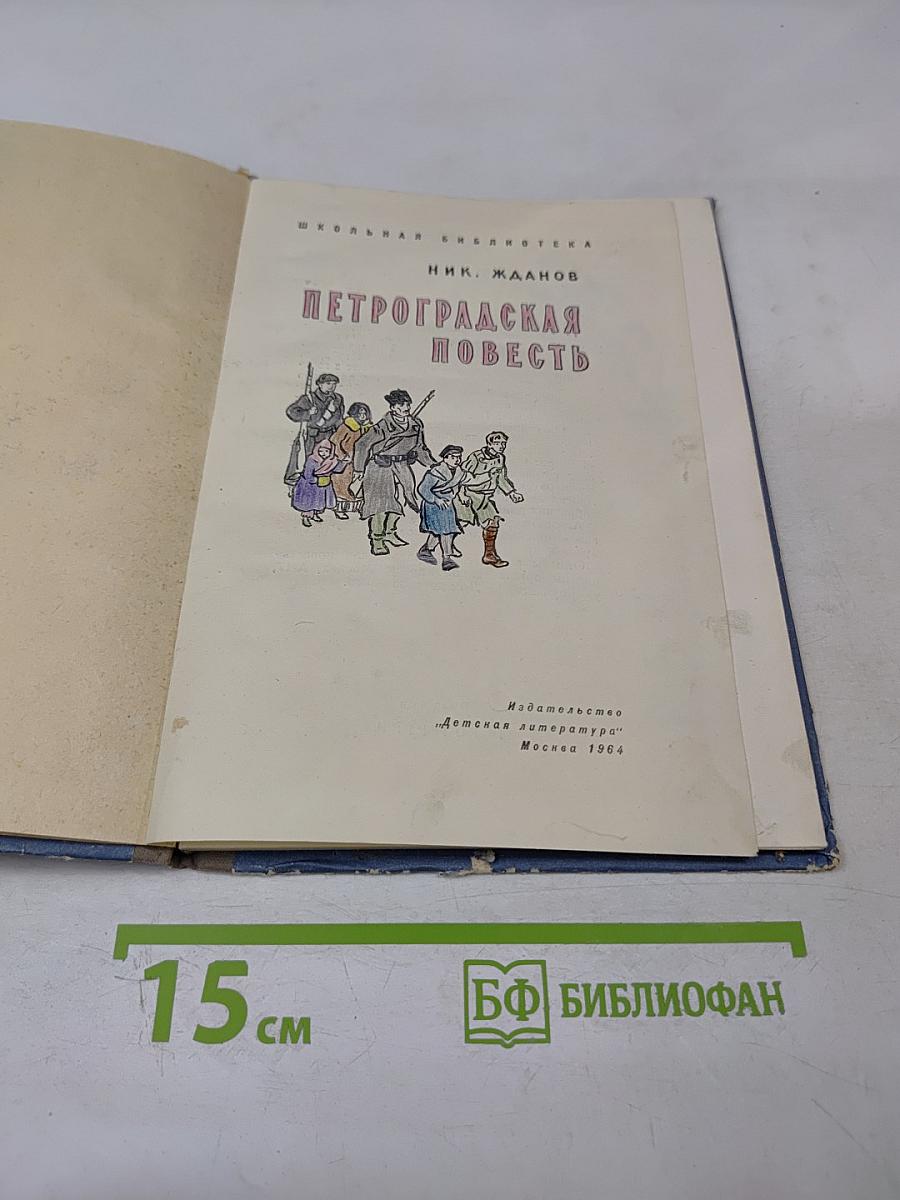 ШКОЛЬНАЯ БИБЛИОТЕКА
НИК. ЖДАНОВ
ПЕТРОГРАДСКАЯ
ПОВЕСТЬ
Издательство
„Детская литература“
Москва 1964
15 см
БФ БИБЛИОФАН